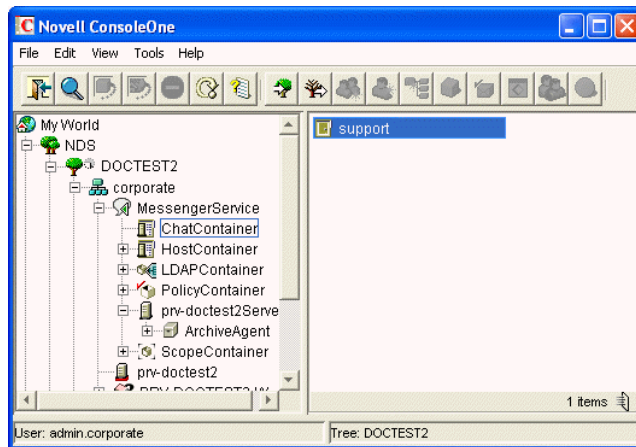 Novell ConsoleOne
File Edit View Tools Help
My World
NDS
DOCTEST2
corporate
MessengerService
ChatContainer
HostContainer
LDAPContainer
PolicyContainer
prv-doctest2Serve
ArchiveAgent
ScopeContainer
prv-doctest2
support
1 items
User: admin.corporate
Tree: DOCTEST2